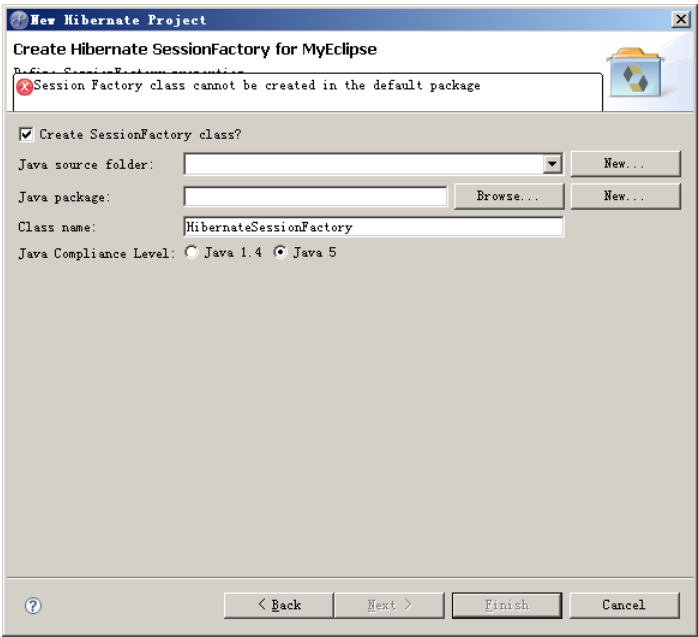 New Hibernate Project
Create Hibernate SessionFactory for MyEclipse
Session Factory class cannot be created in the default package
Create SessionFactory class?
Java source folder:
New...
Java package:
Browse...
New...
Class name:
HibernateSessionFactory
Java Compliance Level:
Java 1.4
Java 5
?
< Back
Next >
Finish
Cancel